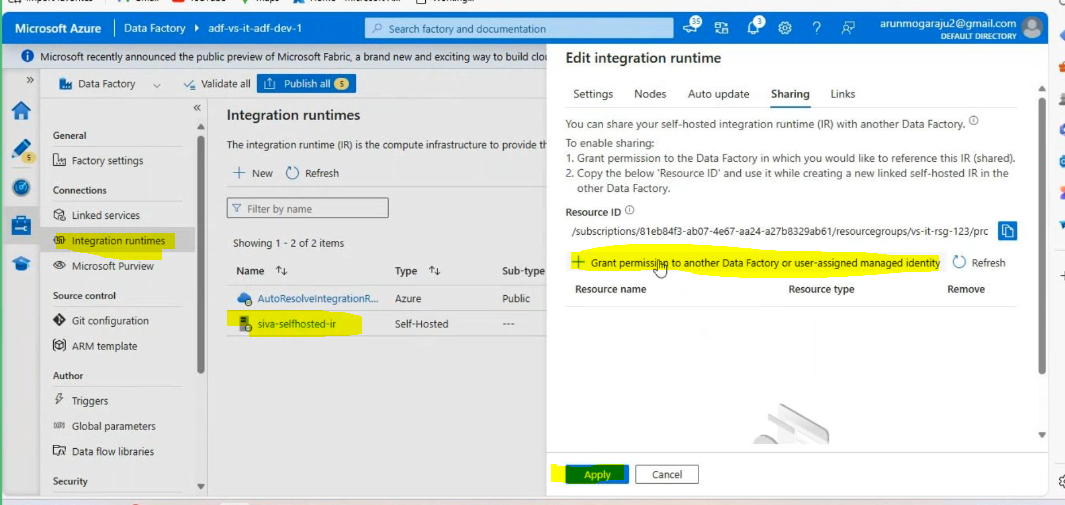 Microsoft Azure
Data Factory
adf-vs-it-adf-dev-1
Search factory and documentation
35
3
arunmogaraju2@gmail.com
DEFAULT DIRECTORY
Microsoft recently announced the public preview of Microsoft Fabric, a brand new and exciting way to build clou
Data Factory
Validate all
Publish all 5
5
General
Factory settings
Connections
Linked services
Integration runtimes
Microsoft Purview
Source control
Git configuration
ARM template
Author
Triggers
Global parameters
Data flow libraries
Security
Integration runtimes
The integration runtime (IR) is the compute infrastructure to provide th
New
Refresh
Filter by name
Showing 1 - 2 of 2 items
Name Type Sub-type
AutoResolveIntegrationR... Azure Public
siva-selfhosted-ir Self-Hosted ---
Edit integration runtime
Settings Nodes Auto update Sharing Links
You can share your self-hosted integration runtime (IR) with another Data Factory.
To enable sharing:
1. Grant permission to the Data Factory in which you would like to reference this IR (shared).
2. Copy the below 'Resource ID' and use it while creating a new linked self-hosted IR in the
other Data Factory.
Resource ID
/subscriptions/81eb84f3-ab07-4e67-aa24-a27b8329ab61/resourcegroups/vs-it-rsg-123/prc
Grant permission to another Data Factory or user-assigned managed identity
Refresh
Resource name Resource type Remove
Apply
Cancel